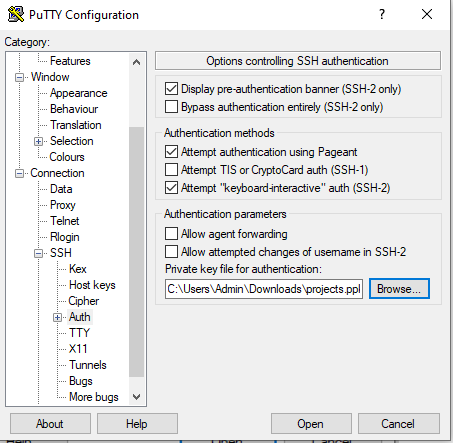 PuTTY Configuration
?
Category:
Features
Window
Appearance
Behaviour
Translation
Selection
Colours
Connection
Data
Proxy
Telnet
Rlogin
SSH
Kex
Host keys
Cipher
Auth
TTY
X11
Tunnels
Bugs
More bugs
Options controlling SSH authentication
Display pre-authentication banner (SSH-2 only)
Bypass authentication entirely (SSH-2 only)
Authentication methods
Attempt authentication using Pageant
Attempt TIS or CryptoCard auth (SSH-1)
Attempt "keyboard-interactive" auth (SSH-2)
Authentication parameters
Allow agent forwarding
Allow attempted changes of username in SSH-2
Private key file for authentication:
C:\Users\Admin\Downloads\projects.ppl
Browse...
About
Help
Open
Cancel